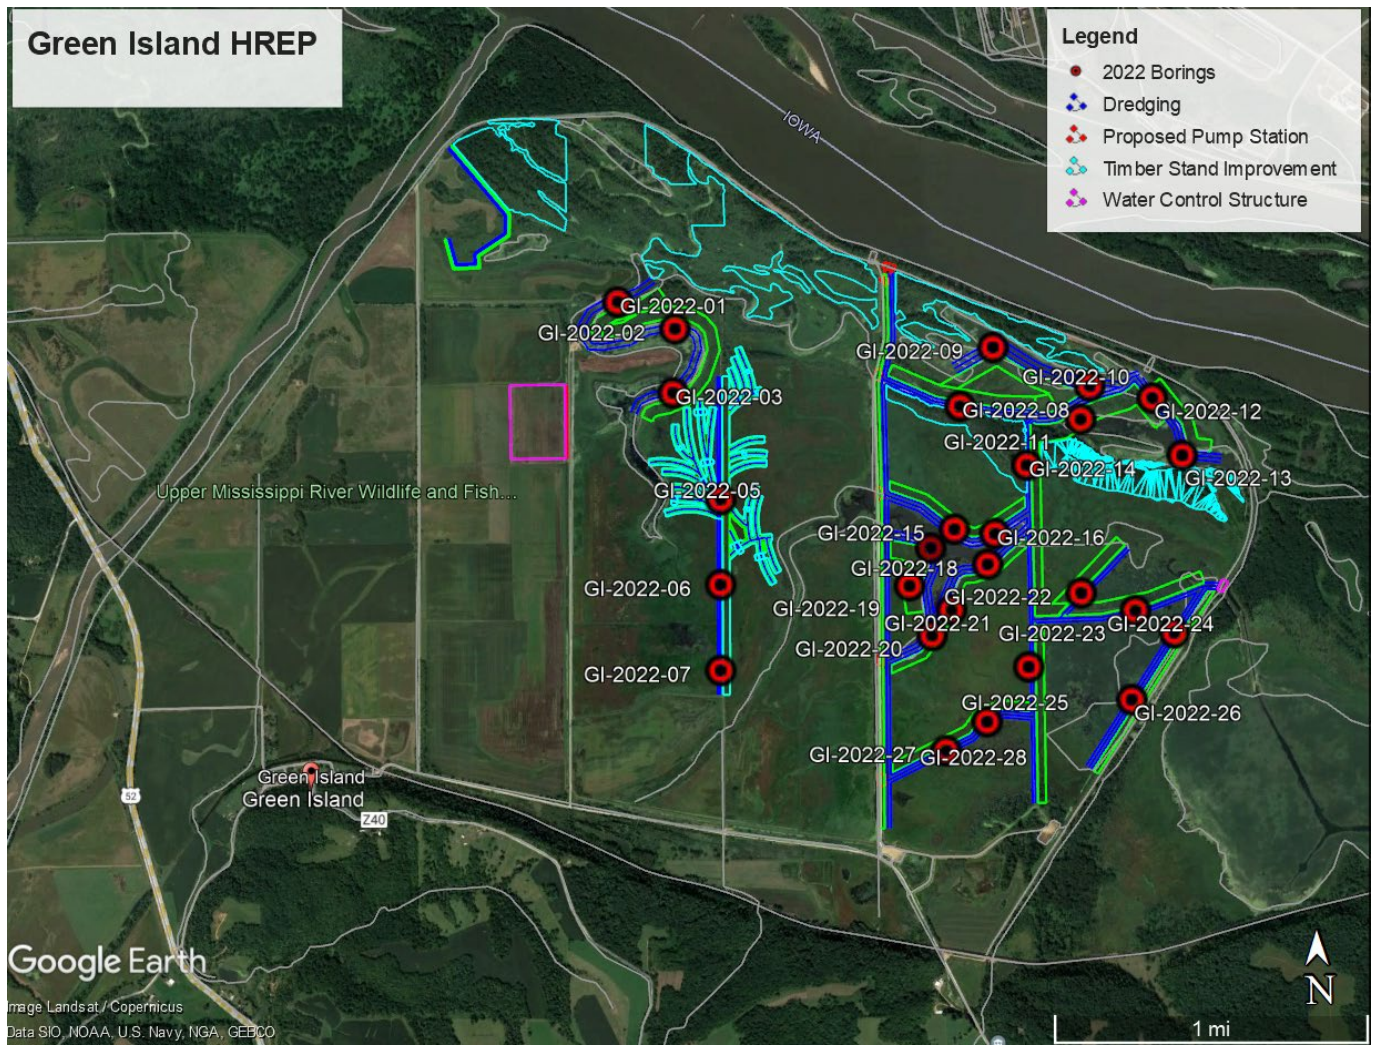 Green Island HREP
Legend
2022 Borings
Dredging
Proposed Pump Station
Timber Stand Improvement
Water Control Structure
IOWA
GI-2022-01
GI-2022-02
GI-2022-03
GI-2022-09
GI-2022-10
GI-2022-08
GI-2022-12
GI-2022-11
GI-2022-14
GI-2022-13
Upper Mississippi River Wildlife and Fish...
GI-2022-05
GI-2022-15
GI-2022-16
GI-2022-18
GI-2022-06
GI-2022-22
GI-2022-19
GI-2022-21
GI-2022-23
GI-2022-24
GI-2022-20
GI-2022-07
GI-2022-25
GI-2022-26
GI-2022-27
GI-2022-28
Green Island
Green Island
52
Z40
Google Earth
Image Landsat / Copernicus
Data SIO, NOAA, U.S. Navy, NGA, GEBCO
N
1 mi